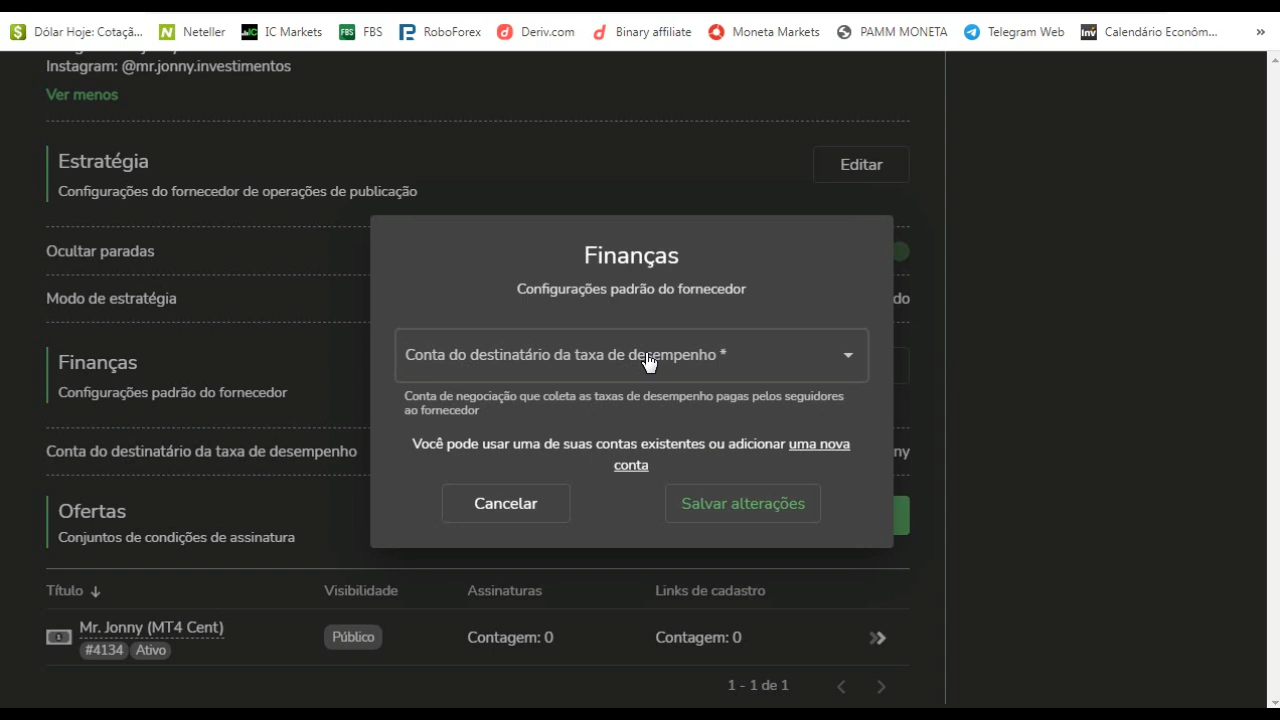 Dólar Hoje: Cotaçã...
Neteller
IC Markets
FBS
RoboForex
Deriv.com
Binary affiliate
Moneta Markets
PAMM MONETA
Telegram Web
Calendário Económ...
Instagram: @mr.jonny.investimentos
Ver menos
Estratégia
Editar
Configurações do fornecedor de operações de publicação
Ocultar paradas
Modo de estratégia
do
Finanças
Configurações padrão do fornecedor
Conta do destinatário da taxa de desempenho
ny
Ofertas
Conjuntos de condições de assinatura
Finanças
Configurações padrão do fornecedor
Conta do destinatário da taxa de desempenho *
Conta de negociação que coleta as taxas de desempenho pagas pelos seguidores
ao fornecedor
Você pode usar uma de suas contas existentes ou adicionar uma nova
conta
Cancelar
Salvar alterações
Título ↓
Visibilidade
Assinaturas
Links de cadastro
Mr. Jonny (MT4 Cent)
#4134 Ativo
Público
Contagem: 0
Contagem: 0
1 - 1 de 1